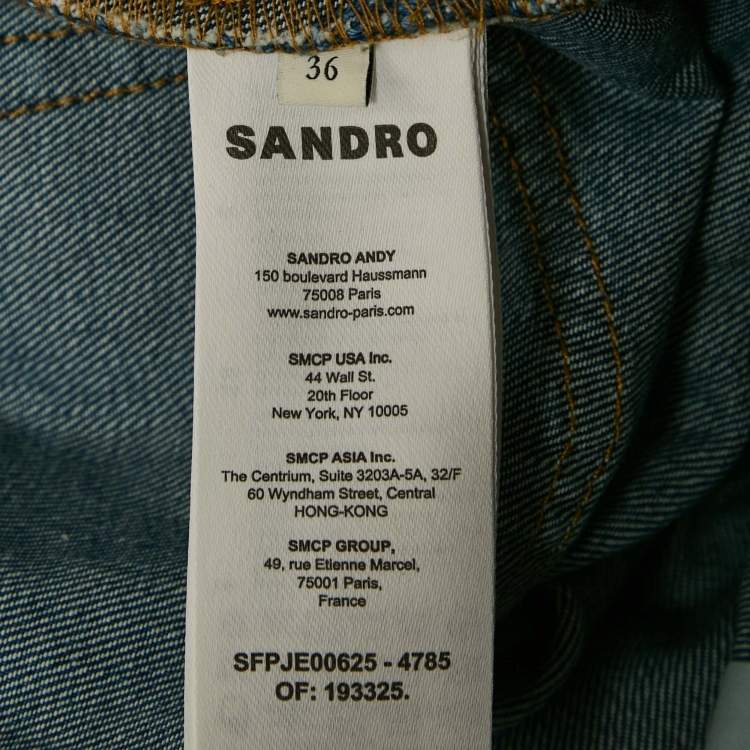 36
SANDRO
SANDRO ANDY
150 boulevard Haussmann
75008 Paris
www.sandro-paris.com
SMCP USA Inc.
44 Wall St.
20th Floor
New York, NY 10005
SMCP ASIA Inc.
The Centrium, Suite 3203A-5A, 32/F
60 Wyndham Street, Central
HONG-KONG
SMCP GROUP,
49, rue Etienne Marcel,
75001 Paris,
France
SFPJE00625 - 4785
OF: 193325.